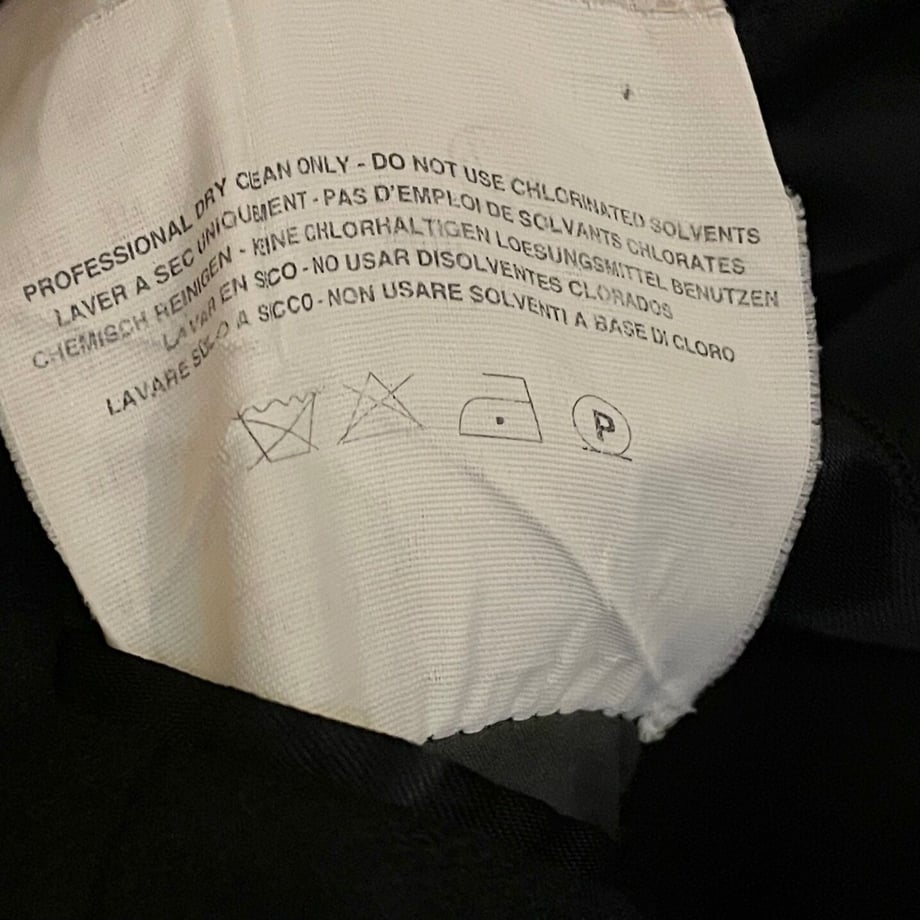 PROFESSIONAL DRY CLEAN ONLY - DO NOT USE CHLORINATED SOLVENTS
LAVER A SEC UNIQUEMENT - PAS D'EMPLOI DE SOLVANTS CHLORATES
CHEMISCH REINIGEN - KEINE CHLORHALTIGEN LOESUNGSMITTEL BENUTZEN
LAVAR EN SICO - NO USAR DISOLVENTES CLORADOS
LAVARE SOLO A SICCO - NON USARE SOLVENTI A BASE DI CLORO
P